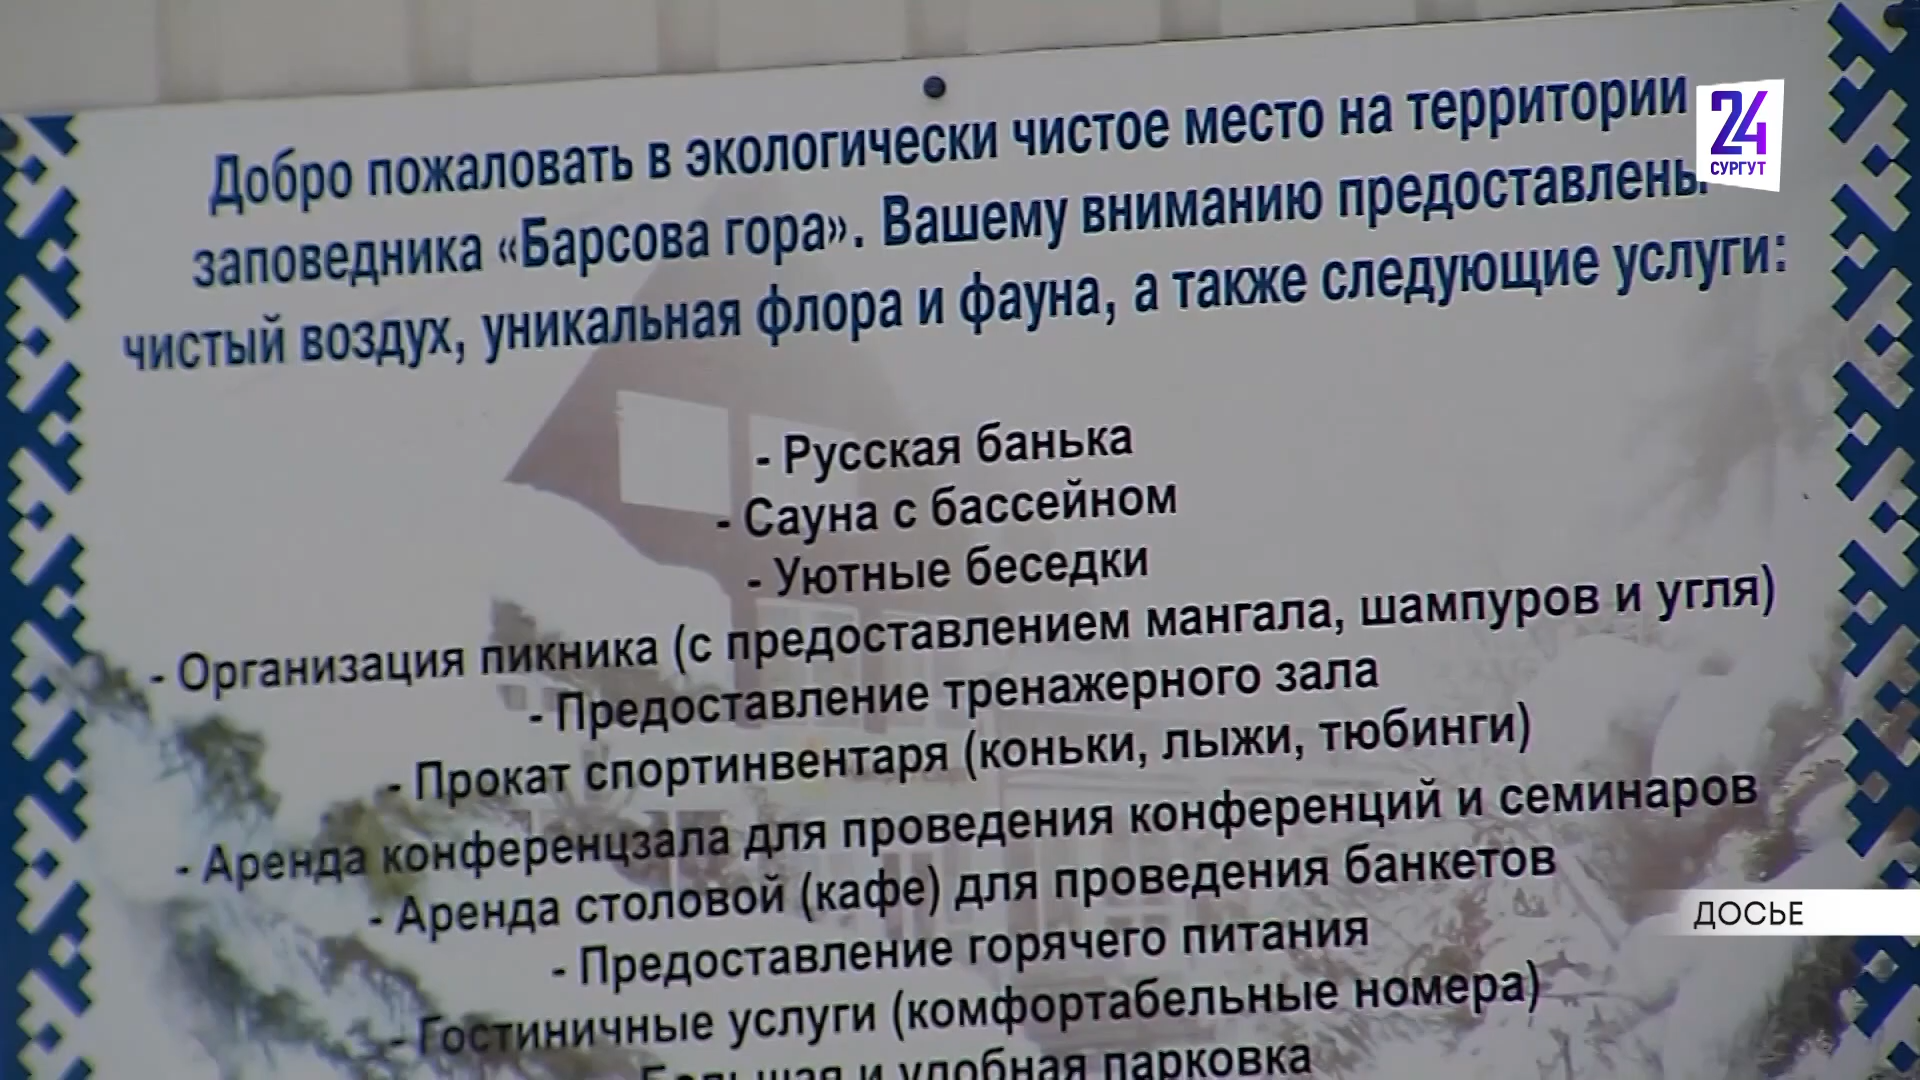 Добро пожаловать в экологически чистое место на территории
заповедника «Барсова гора». Вашему вниманию предоставлены
чистый воздух, уникальная флора и фауна, а также следующие услуги:
- Русская банька
- Сауна с бассейном
- Уютные беседки
- Организация пикника (с предоставлением мангала, шампуров и угля)
- Предоставление тренажерного зала
- Прокат спортинвентаря (коньки, лыжи, тюбинги)
- Аренда конференцзала для проведения конференций и семинаров
- Аренда столовой (кафе) для проведения банкетов
- Предоставление горячего питания
- Гостиничные услуги (комфортабельные номера)
Большая и удобная парковка
24
СУРГУТ
ДОСЬЕ